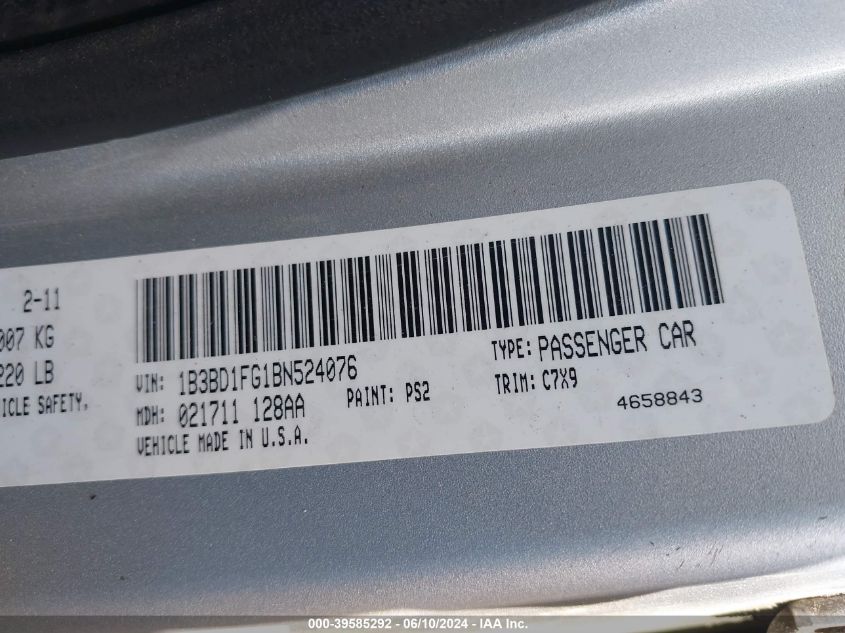 2-11
007 KG
220 LB
ICLE SAFETY,
VIN: 1B3BD1FG1BN524076
TYPE: PASSENGER CAR
MDH: 021711 128AA
PAINT: PS2
TRIM: C7X9
VEHICLE MADE IN U.S.A.
4658843
000-39585292 - 06/10/2024 - IAA Inc.